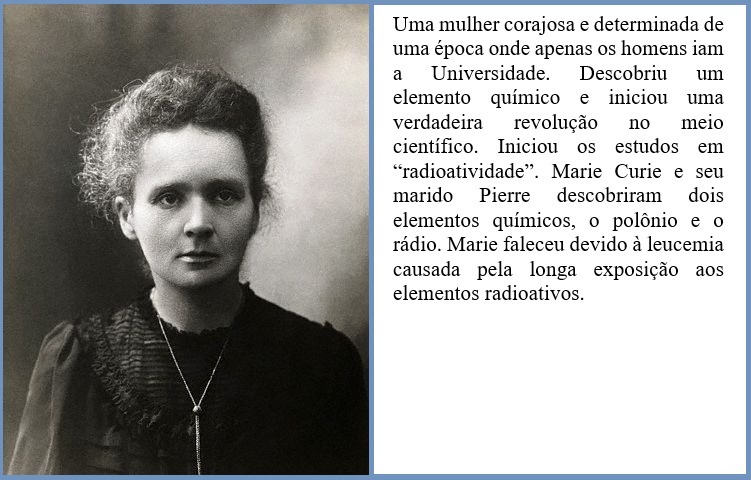 Uma mulher corajosa e determinada de
uma época onde apenas os homens iam
a Universidade. Descobriu um
elemento químico e iniciou uma
verdadeira revolução no meio
científico. Iniciou os estudos em
“radioatividade”. Marie Curie e seu
marido Pierre descobriram dois
elementos químicos, o polônio e o
rádio. Marie faleceu devido à leucemia
causada pela longa exposição aos
elementos radioativos.